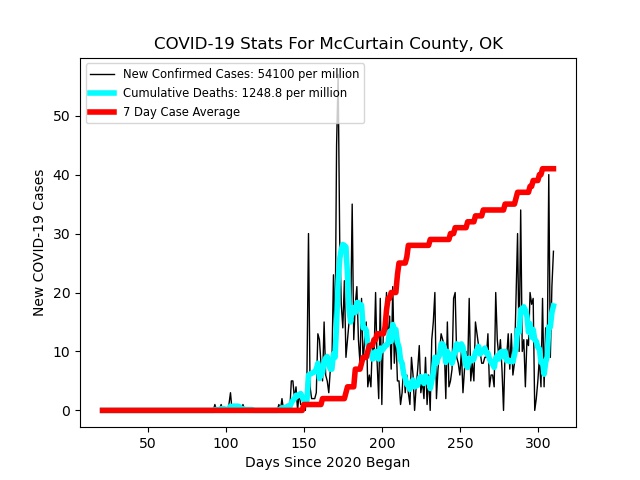 COVID-19 Stats For McCurtain County, OK
New Confirmed Cases: 54100 per million
Cumulative Deaths: 1248.8 per million
7 Day Case Average
50
40
30
20
10
0
New COVID-19 Cases
50 100 150 200 250 300
Days Since 2020 Began